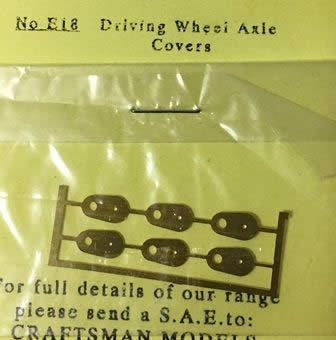 No E18 Driving Wheel Axle
Covers
For full details of our range
please send a S.A.E.to:
CRAFTSMAN MODELS